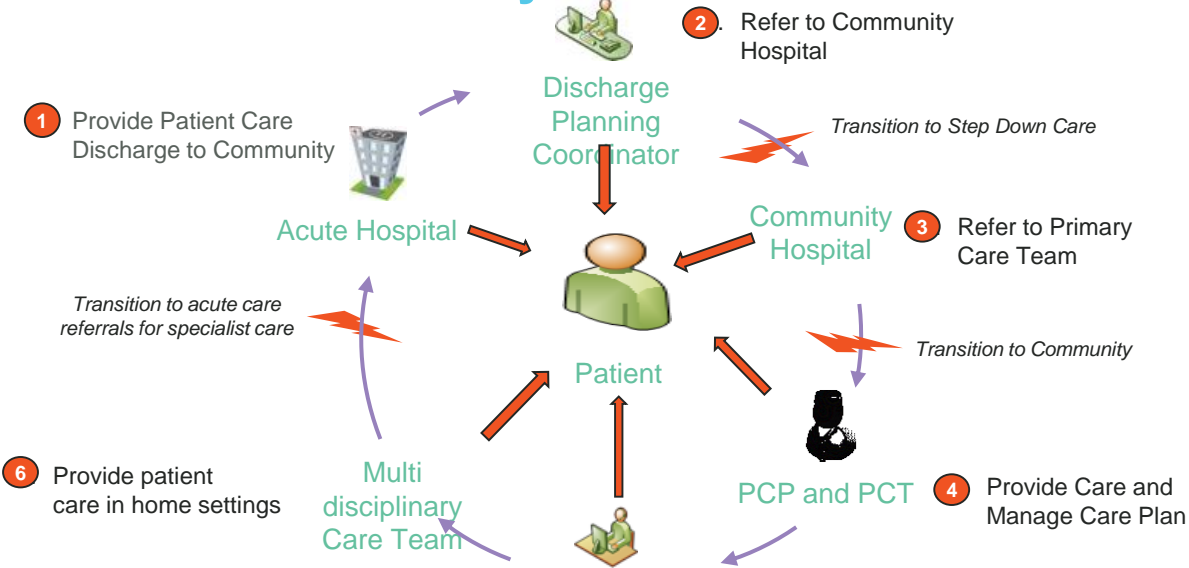 2.
Refer to Community
Hospital
Discharge
Planning
Coordinator
1
Provide Patient Care
Discharge to Community
Transition to Step Down Care
Acute Hospital
Community
Hospital
3
Refer to Primary
Care Team
Transition to acute care
referrals for specialist care
Transition to Community
Patient
6
Provide patient
care in home settings
Multi
disciplinary
Care Team
PCP and PCT
4
Provide Care and
Manage Care Plan